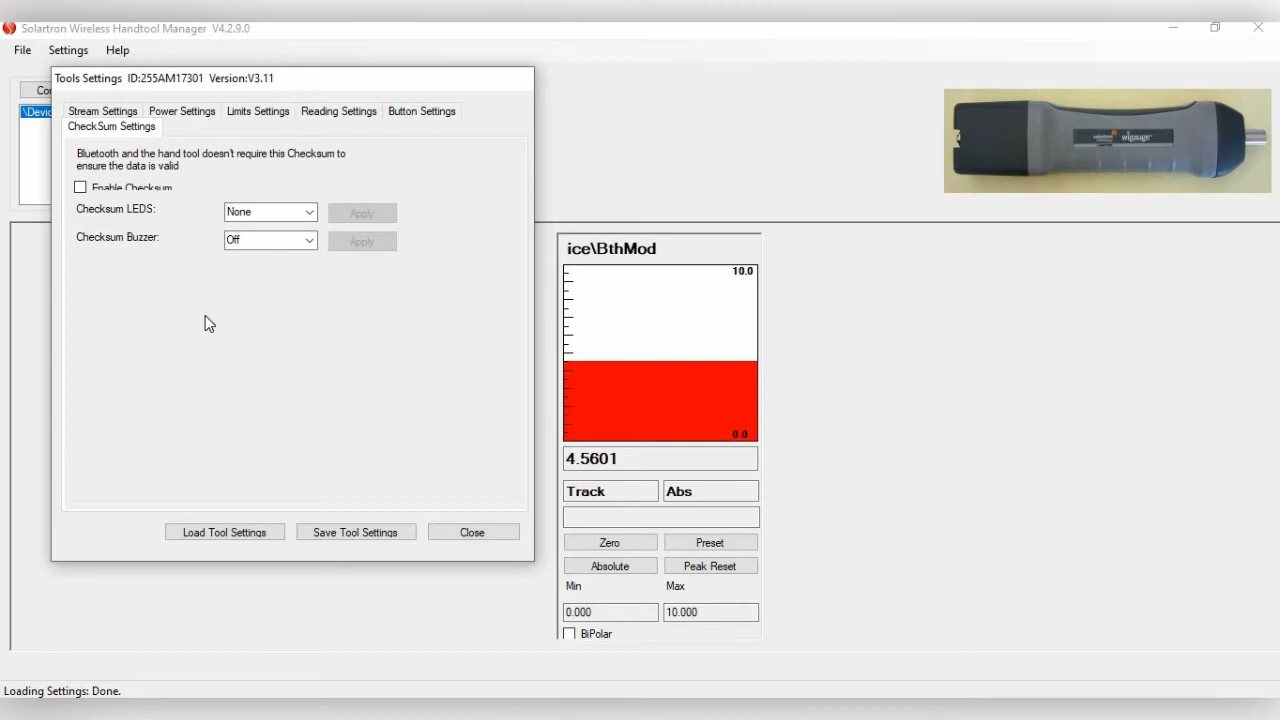 Solartron Wireless Handtool Manager V4.2.9.0
File Settings Help
Tools Settings ID:255AM17301 Version:V3.11
Stream Settings Power Settings Limits Settings Reading Settings Button Settings
CheckSum Settings
Bluetooth and the hand tool doesn't require this Checksum to
ensure the data is valid
Enable Checksum
Checksum LEDS: None Apply
Checksum Buzzer: Off Apply
Load Tool Settings Save Tool Settings Close
wigauge
ice\BthMod
10.0
0.0
4.5601
Track Abs
Zero Preset
Absolute Peak Reset
Min Max
0.000 10.000
BiPolar
Loading Settings: Done.